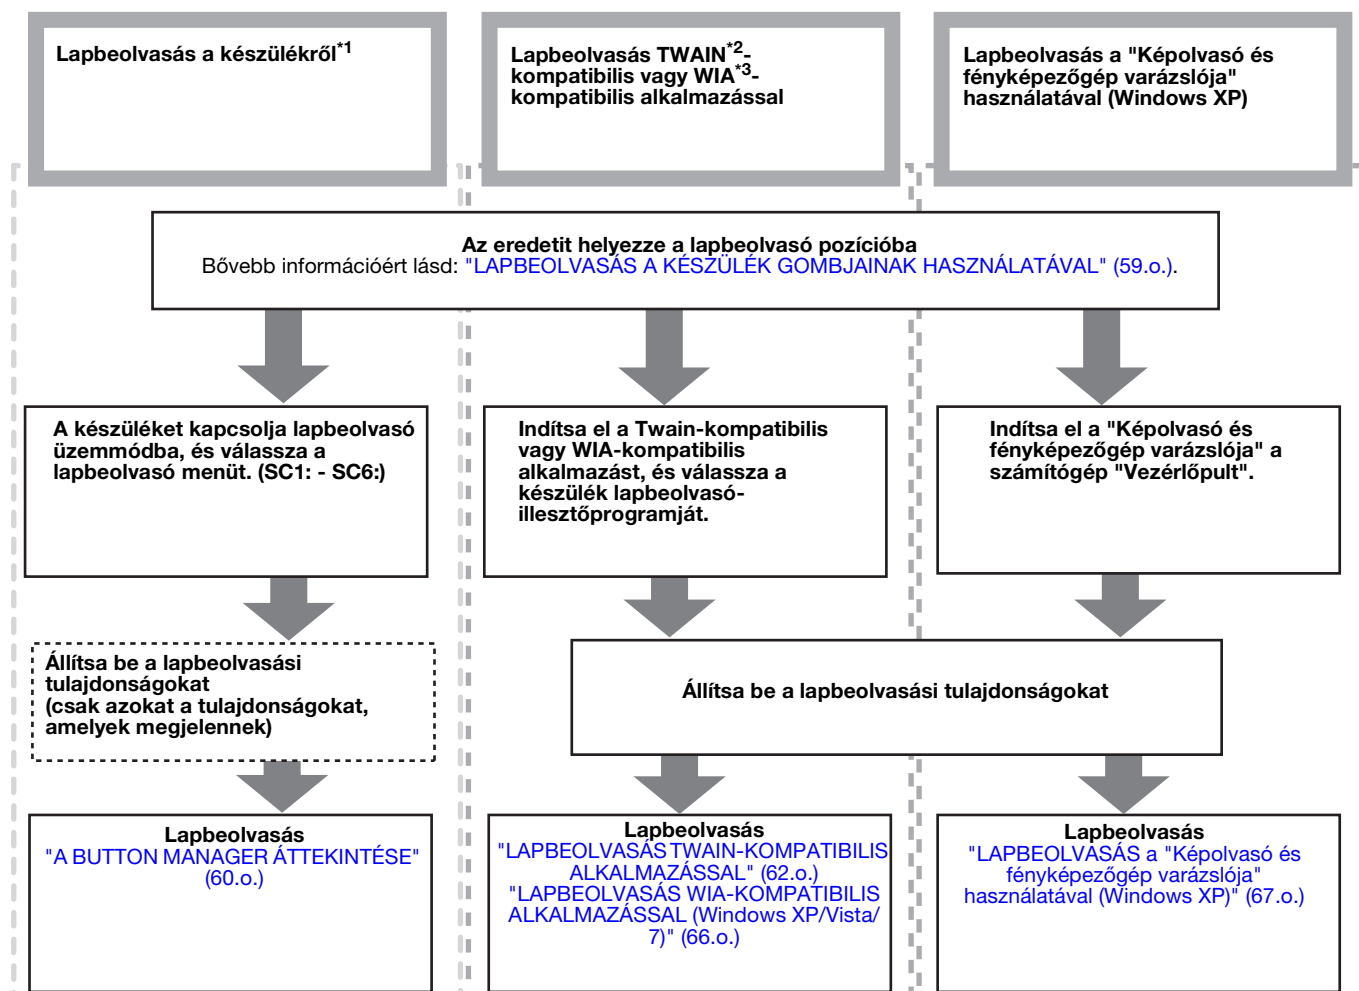 Lapbeolvasás a készülékről*1
Lapbeolvasás TWAIN*2-
kompatibilis vagy WIA*3-
kompatibilis alkalmazással
Lapbeolvasás a "Képolvasó és
fényképezőgép varázslója"
használatával (Windows XP)
Az eredetit helyezze a lapbeolvasó pozícióba
Bővebb információért lásd: "LAPBEOLVASÁS A KÉSZÜLÉK GOMBJAINAK HASZNÁLATÁVAL" (59.o.).
A készüléket kapcsolja lapbeolvasó
üzemmódba, és válassza a
lapbeolvasó menüt. (SC1: - SC6:)
Indítsa el a Twain-kompatibilis
vagy WIA-kompatibilis
alkalmazást, és válassza a
készülék lapbeolvasó-
illesztőprogramját.
Indítsa el a "Képolvasó és
fényképezőgép varázslója" a
számítógép "Vezérlőpult".
Állítsa be a lapbeolvasási
tulajdonságokat
(csak azokat a tulajdonságokat,
amelyek megjelennek)
Állítsa be a lapbeolvasási tulajdonságokat
Lapbeolvasás
"A BUTTON MANAGER ÁTTEKINTÉSE"
(60.o.)
Lapbeolvasás
"LAPBEOLVASÁS TWAIN-KOMPATIBILIS
ALKALMAZÁSSAL" (62.o.)
"LAPBEOLVASÁS WIA-KOMPATIBILIS
ALKALMAZÁSSAL (Windows XP/Vista/
7)" (66.o.)
Lapbeolvasás
"LAPBEOLVASÁS a "Képolvasó és
fényképezőgép varázslója"
használatával (Windows XP)" (67.o.)